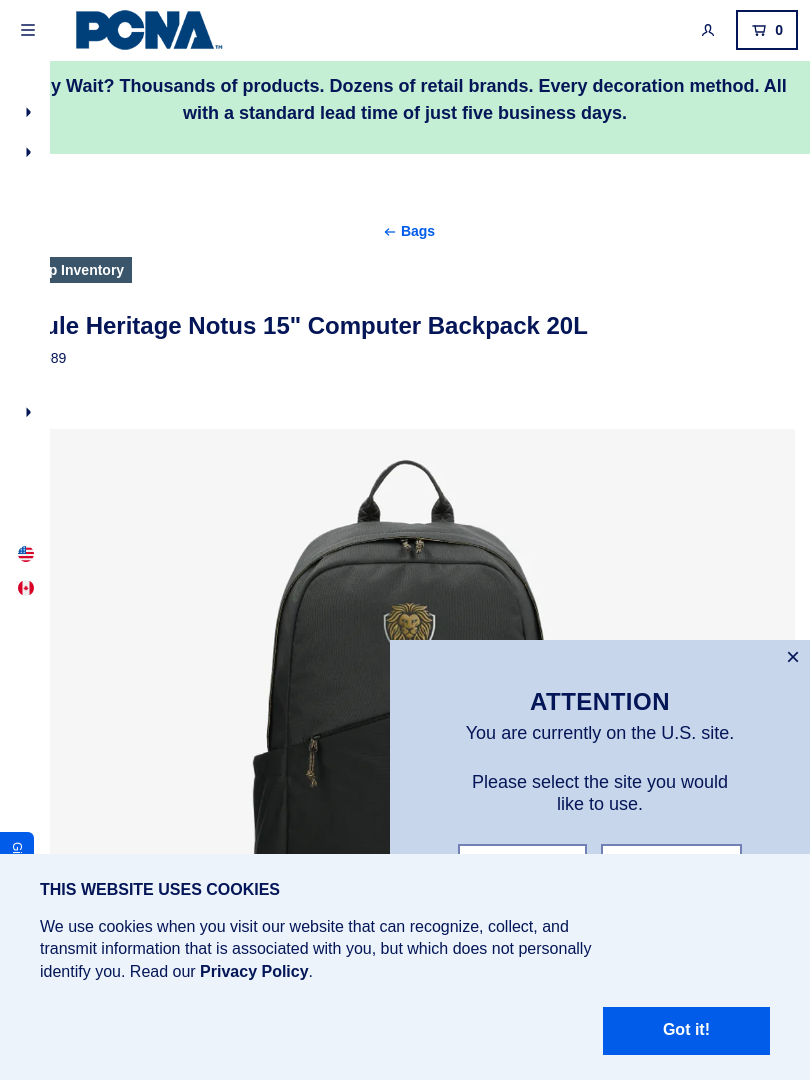 PCNA TM
0
y Wait? Thousands of products. Dozens of retail brands. Every decoration method. All
with a standard lead time of just five business days.
Bags
p Inventory
ule Heritage Notus 15" Computer Backpack 20L
89
ATTENTION
You are currently on the U.S. site.
Please select the site you would
like to use.
THIS WEBSITE USES COOKIES
We use cookies when you visit our website that can recognize, collect, and
transmit information that is associated with you, but which does not personally
identify you. Read our Privacy Policy.
Got it!